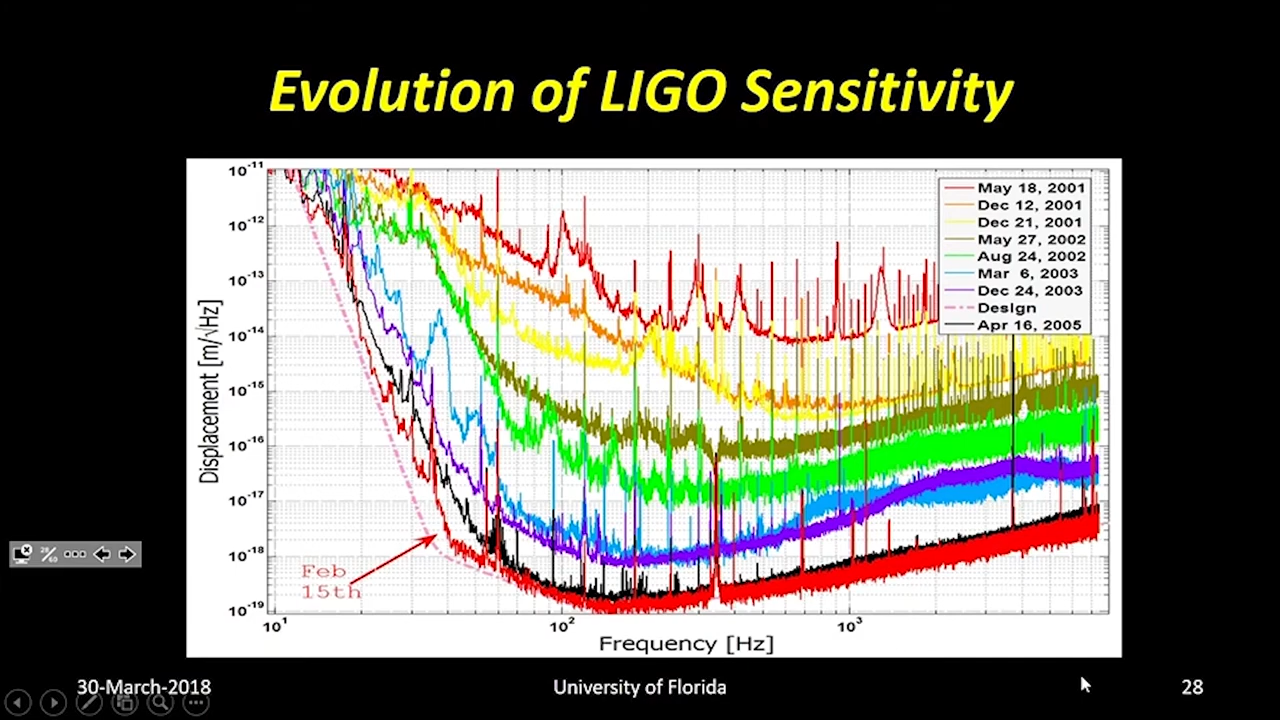 Evolution of LIGO Sensitivity
10⁻¹¹
10⁻¹²
10⁻¹³
10⁻¹⁴
10⁻¹⁵
10⁻¹⁶
10⁻¹⁷
10⁻¹⁸
10⁻¹⁹
Displacement [m/√Hz]
May 18, 2001
Dec 12, 2001
Dec 21, 2001
May 27, 2002
Aug 24, 2002
Mar 6, 2003
Dec 24, 2003
Design
Apr 16, 2005
Feb
15th
10¹ 10² 10³
Frequency [Hz]
30-March-2018 University of Florida 28